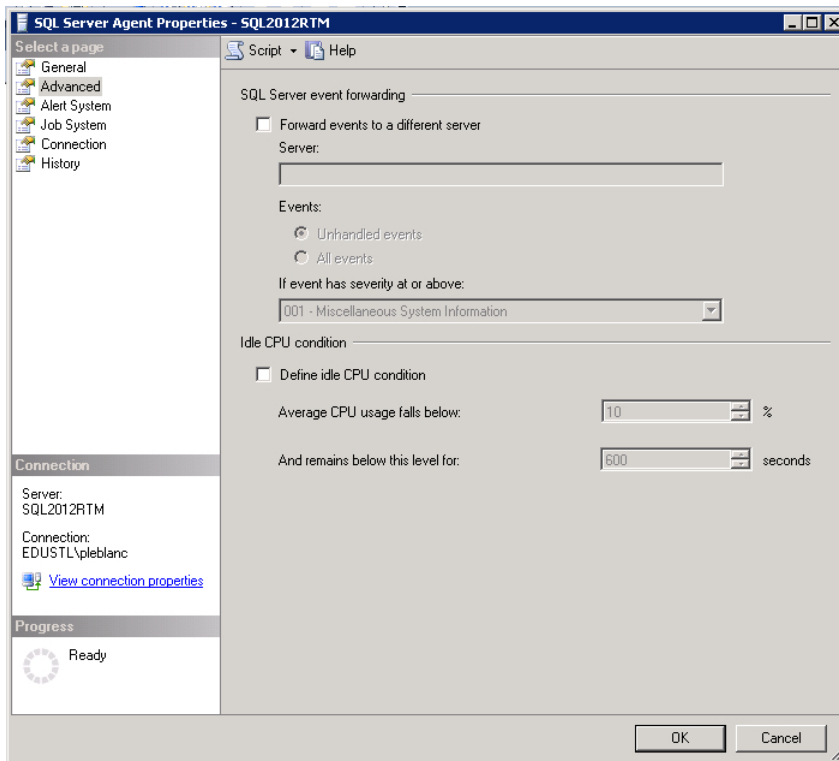 SQL Server Agent Properties - SQL2012RTM
Select a page
General
Advanced
Alert System
Job System
Connection
History
Script Help
SQL Server event forwarding
Forward events to a different server
Server:
Events:
Unhandled events
All events
If event has severity at or above:
001 - Miscellaneous System Information
Idle CPU condition
Define idle CPU condition
Average CPU usage falls below: 10 %
And remains below this level for: 600 seconds
Connection
Server:
SQL2012RTM
Connection:
EDUSTL\pleblanc
View connection properties
Progress
Ready
OK Cancel